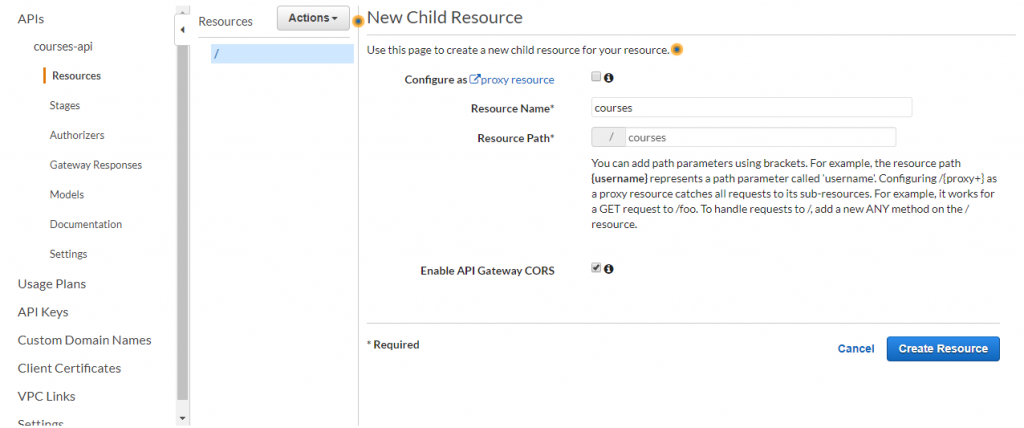 APIs
courses-api
Resources
Stages
Authorizers
Gateway Responses
Models
Documentation
Settings
Usage Plans
API Keys
Custom Domain Names
Client Certificates
VPC Links
Settings
Resources
Actions
/
New Child Resource
Use this page to create a new child resource for your resource.
Configure as proxy resource
Resource Name* courses
Resource Path* / courses
You can add path parameters using brackets. For example, the resource path
{username} represents a path parameter called 'username'. Configuring /{proxy+} as
a proxy resource catches all requests to its sub-resources. For example, it works for
a GET request to /foo. To handle requests to /, add a new ANY method on the /
resource.
Enable API Gateway CORS
* Required
Cancel
Create Resource